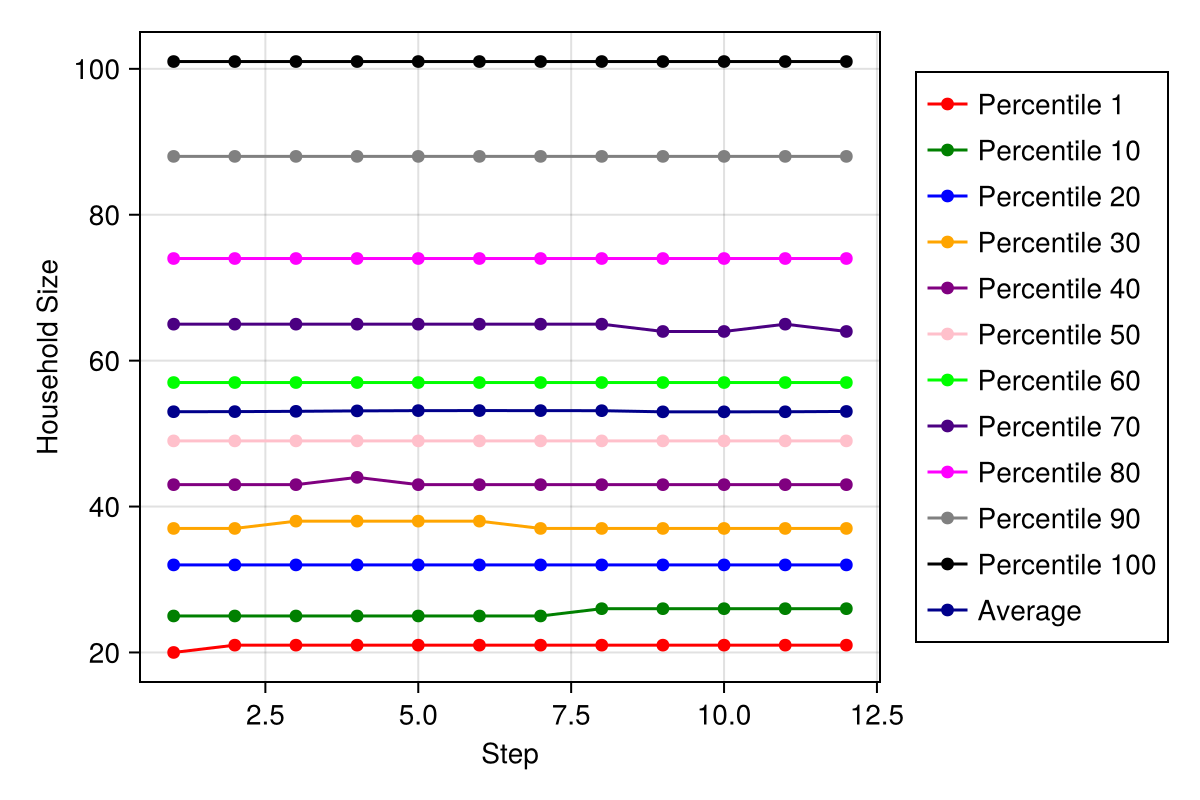 100
80
60
40
20
Household Size
2.5 5.0 7.5 10.0 12.5
Step
Percentile 1
Percentile 10
Percentile 20
Percentile 30
Percentile 40
Percentile 50
Percentile 60
Percentile 70
Percentile 80
Percentile 90
Percentile 100
Average